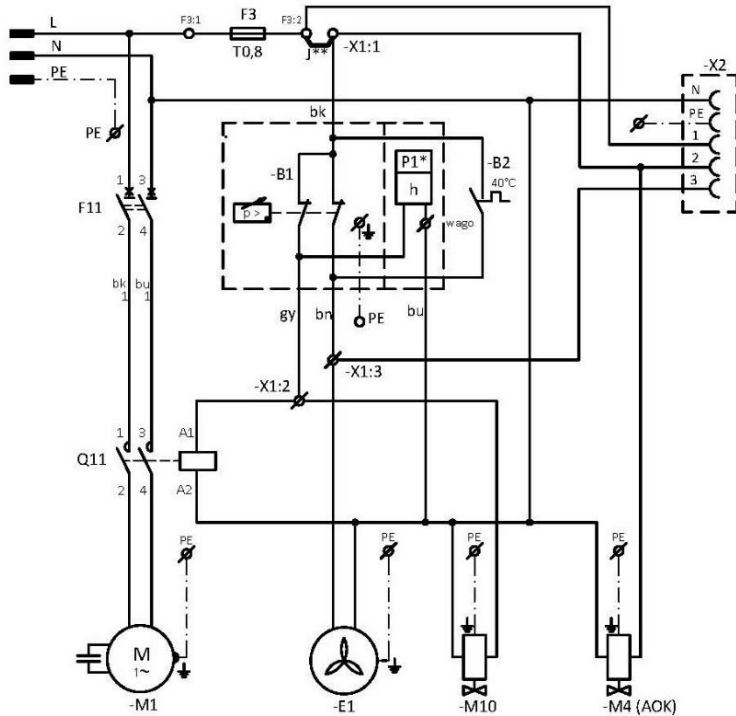 L
F3:1
F3
T0,8
F3:2
J**
-X1:1
N
PE
PE
-X2
N
PE
1
2
3
bk
-B1
p >
P1*
h
-B2
40°C
wago
1
3
F11
2
4
bk
1
bu
1
gy
bn
PE
bu
-X1:2
-X1:3
1
3
Q11
2
4
A1
A2
PE
PE
PE
PE
M
1~
-M1
-E1
-M10
-M4 (AOK)